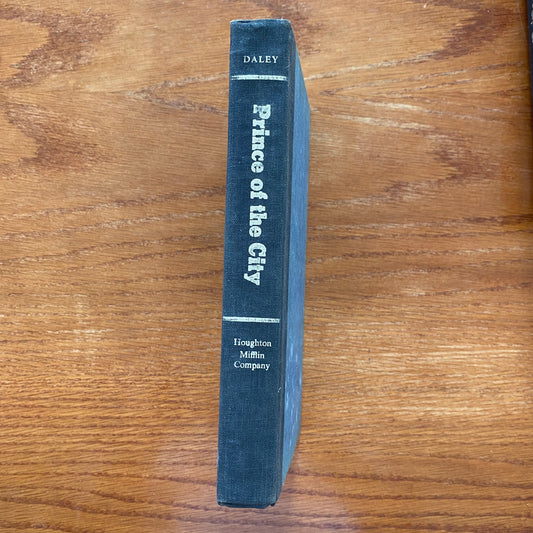 DALEY
Prince of the City
Houghton
Mifflin
Company